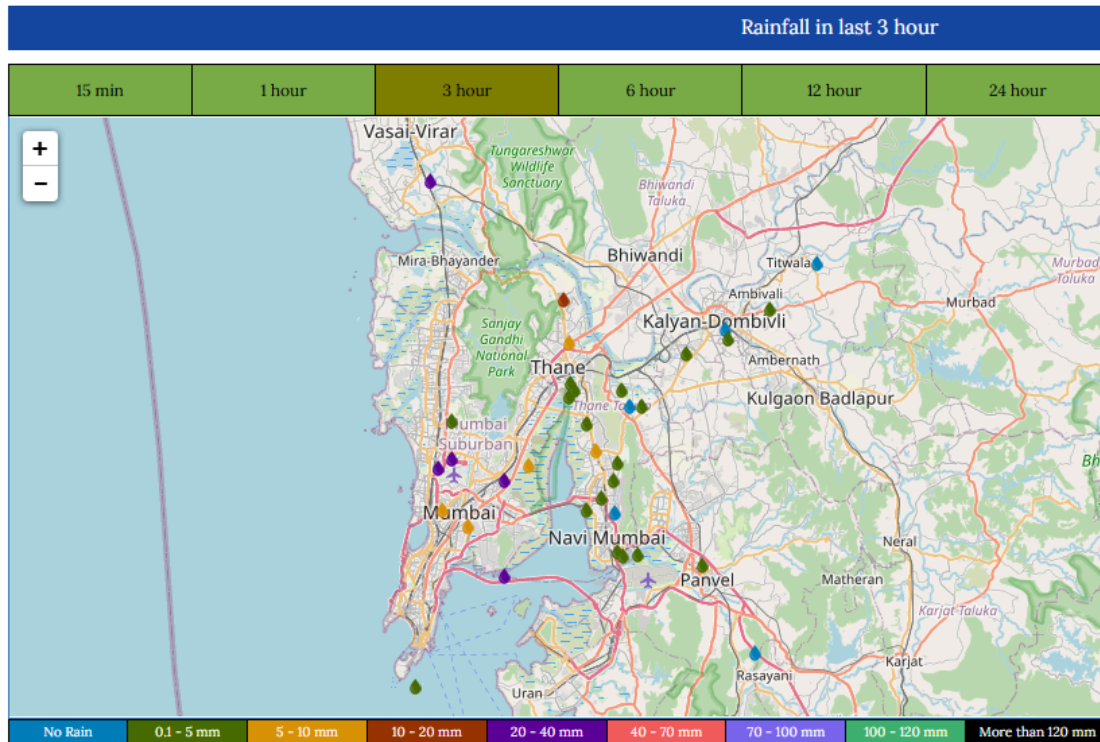 Rainfall in last 3 hour
15 min
1 hour
3 hour
6 hour
12 hour
24 hour
+
−
Vasai-Virar
Tungareshwar
Wildlife
Sanctuary
Bhiwandi
Taluka
Mira-Bhayander
Bhiwandi
Titwala
Murbad
Taluka
Ambivali
Murbad
Kalyan-Dombivli
Sanjay
Gandhi
National
Park
Ambernath
Thane
Thane
Kulgaon Badlapur
Mumbai
Suburban
Mumbai
Navi Mumbai
Neral
Panvel
Matheran
Karjat Taluka
Karjat
Rasayani
Uran
No Rain
0.1 - 5 mm
5 - 10 mm
10 - 20 mm
20 - 40 mm
40 - 70 mm
70 - 100 mm
100 - 120 mm
More than 120 mm